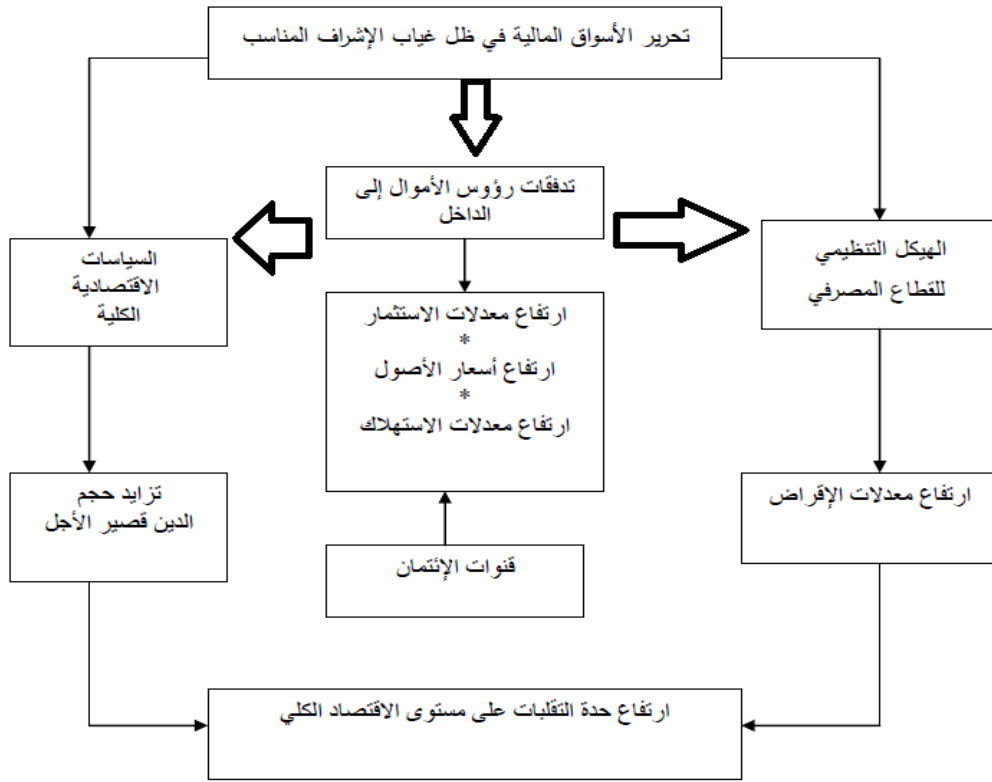 تحرير الأسواق المالية في ظل غياب الإشراف المناسب
تدفقات رؤوس الأموال إلى
الداخل
الهيكل التنظيمي
للقطاع المصرفي
السياسات
الاقتصادية
الكلية
ارتفاع معدلات الاستثمار
*
ارتفاع أسعار الأصول
*
ارتفاع معدلات الاستهلاك
ارتفاع معدلات الإقراض
تزايد حجم
الدين قصير الأجل
قنوات الإئتمان
ارتفاع حدة التقلبات على مستوى الاقتصاد الكلي